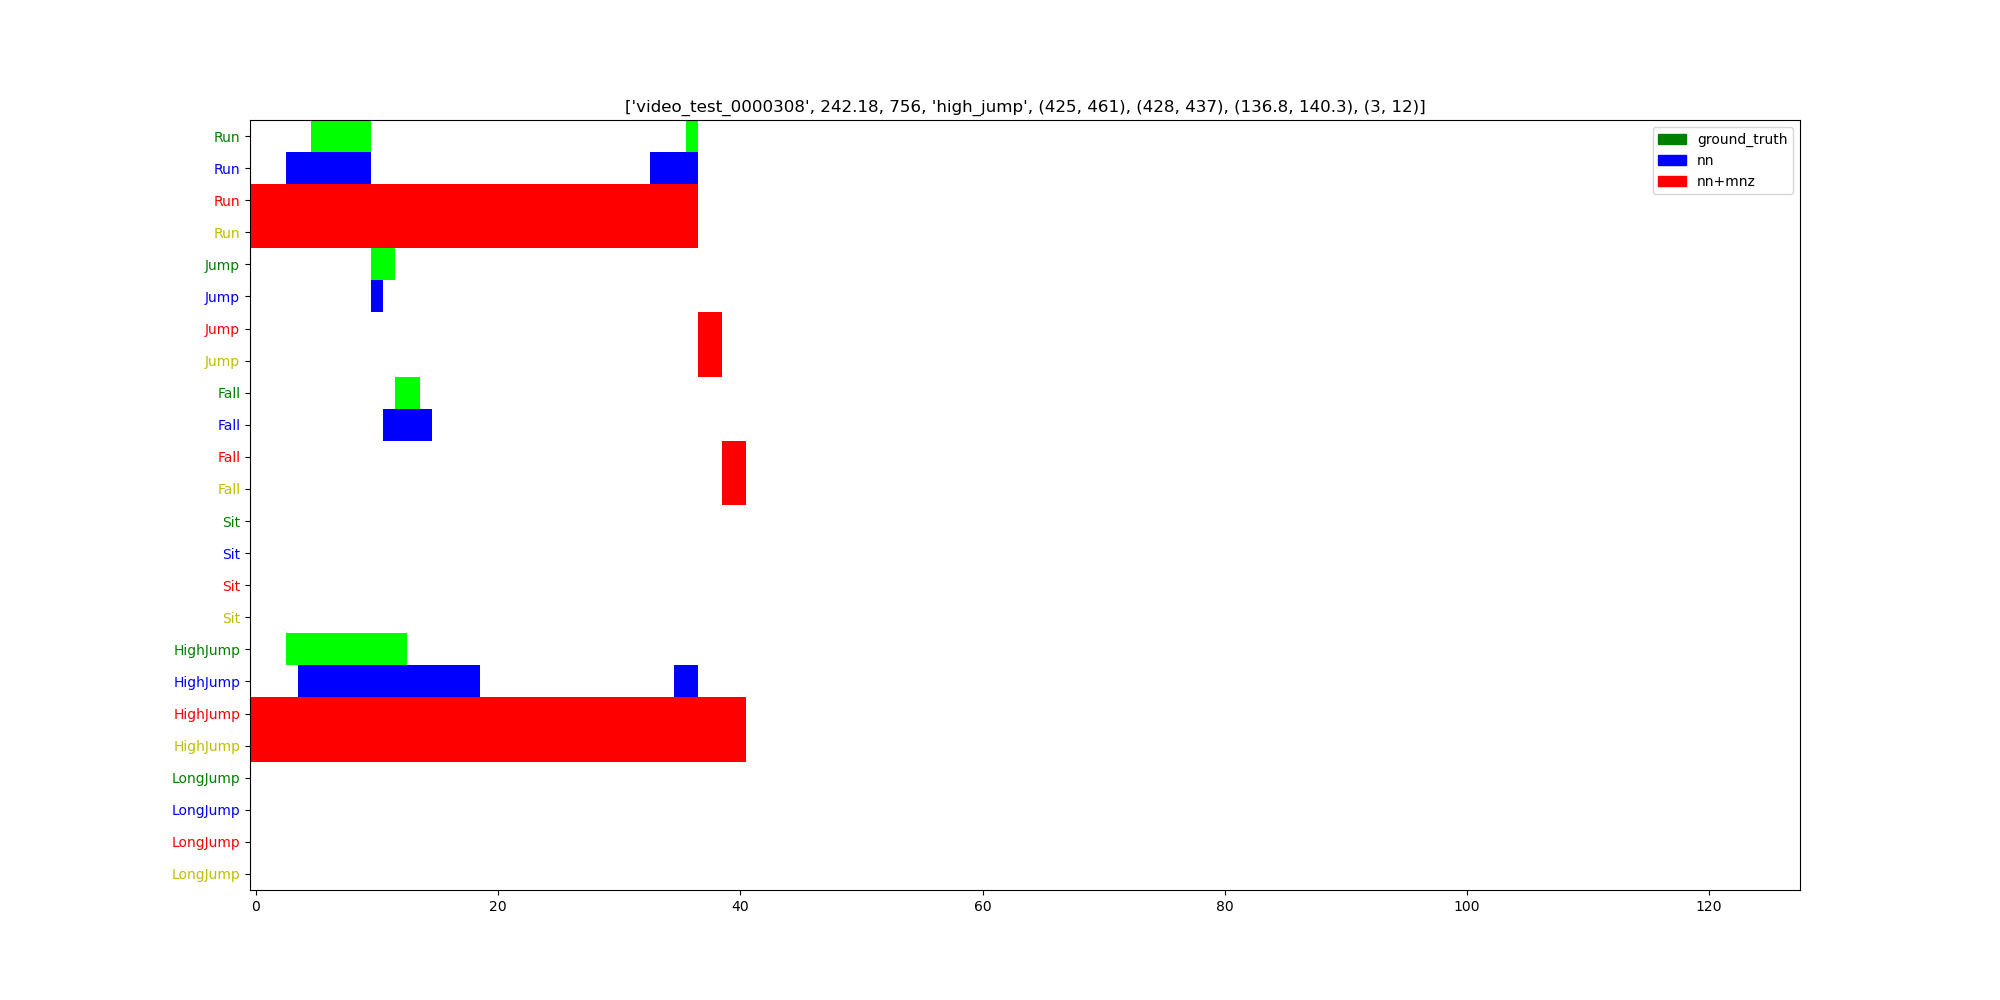 ['video_test_0000308', 242.18, 756, 'high_jump', (425, 461), (428, 437), (136.8, 140.3), (3, 12)]
Run
Run
Run
Run
Jump
Jump
Jump
Jump
Fall
Fall
Fall
Fall
Sit
Sit
Sit
Sit
HighJump
HighJump
HighJump
HighJump
LongJump
LongJump
LongJump
LongJump
ground_truth
nn
nn+mnz
0 20 40 60 80 100 120